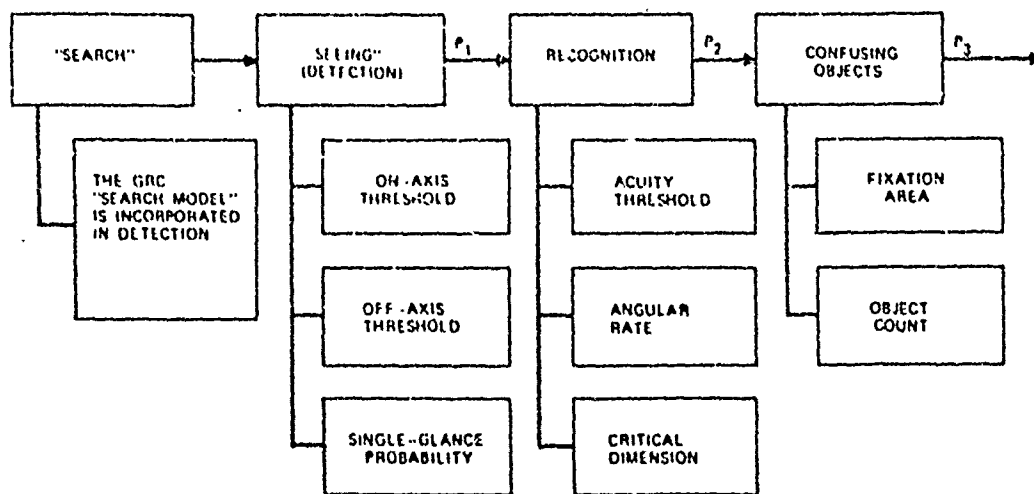 "SEARCH"
SEEING"
(DETECTION)
P1
RECOGNITION
P2
CONFUSING
OBJECTS
P3
THE GRC
"SEARCH MODEL"
IS INCORPORATED
IN DETECTION
ON-AXIS
THRESHOLD
ACUITY
THRESHOLD
FIXATION
AREA
OFF-AXIS
THRESHOLD
ANGULAR
RATE
OBJECT
COUNT
SINGLE-GLANCE
PROBABILITY
CRITICAL
DIMENSION